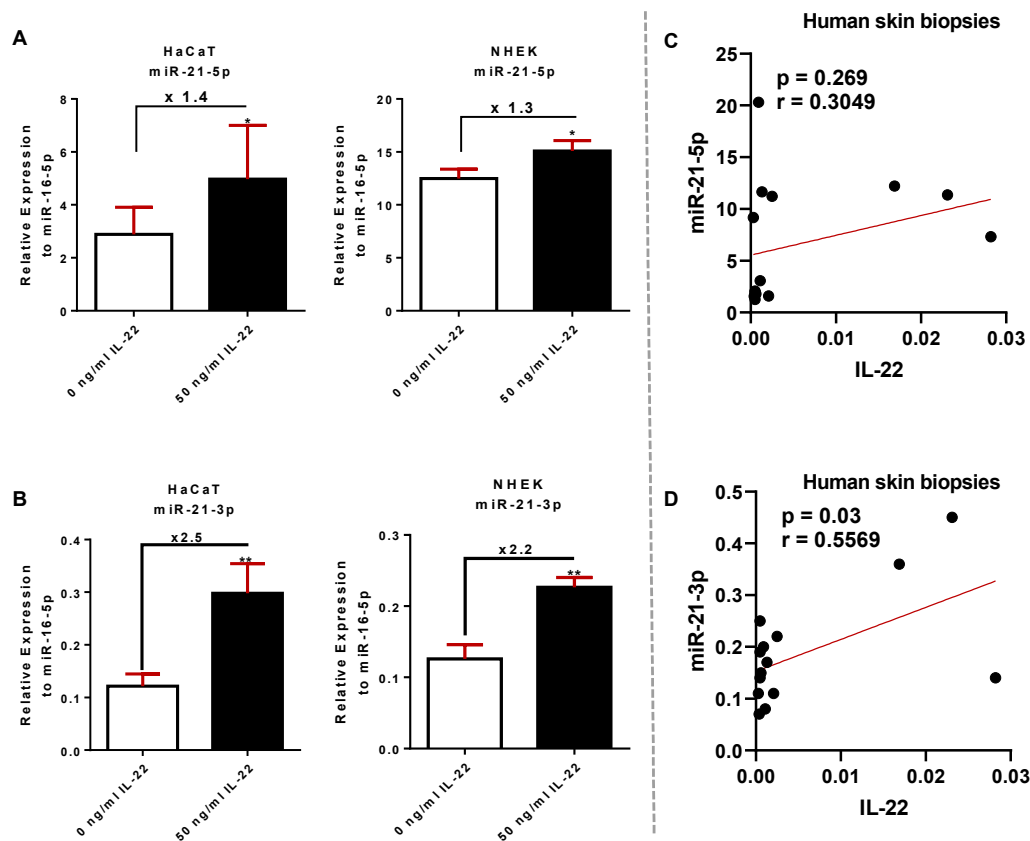 A
HaCaT
miR-21-5p
x 1.4
*
Relative Expression
to miR-16-5p
8
6
4
2
0
0 ng/ml IL-22
50 ng/ml IL-22
NHEK
miR-21-5p
x 1.3
*
Relative Expression
to miR-16-5p
20
15
10
5
0
0 ng/ml IL-22
50 ng/ml IL-22
B
HaCaT
miR-21-3p
x2.5
**
Relative Expression
to miR-16-5p
0.4
0.3
0.2
0.1
0.0
0 ng/ml IL-22
50 ng/ml IL-22
NHEK
miR-21-3p
x2.2
**
Relative Expression
to miR-16-5p
0.3
0.2
0.1
0.0
0 ng/ml IL-22
50 ng/ml IL-22
C
Human skin biopsies
p = 0.269
r = 0.3049
miR-21-5p
25
20
15
10
5
0
0.00 0.01 0.02 0.03
IL-22
D
Human skin biopsies
p = 0.03
r = 0.5569
miR-21-3p
0.5
0.4
0.3
0.2
0.1
0.0
0.00 0.01 0.02 0.03
IL-22